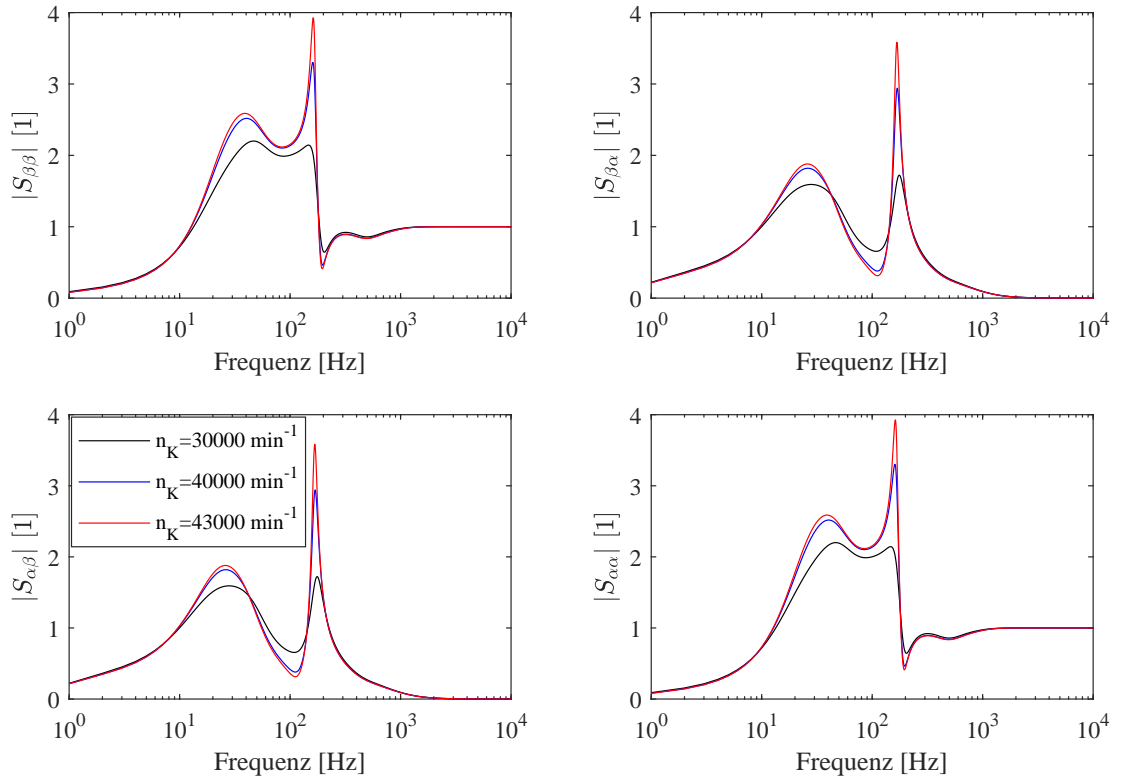 |S_ββ| [1]
4
3
2
1
0
10^0 10^1 10^2 10^3 10^4
Frequenz [Hz]
|S_βα| [1]
4
3
2
1
0
10^0 10^1 10^2 10^3 10^4
Frequenz [Hz]
|S_αβ| [1]
4
3
2
1
0
n_K=30000 min^-1
n_K=40000 min^-1
n_K=43000 min^-1
10^0 10^1 10^2 10^3 10^4
Frequenz [Hz]
|S_αα| [1]
4
3
2
1
0
10^0 10^1 10^2 10^3 10^4
Frequenz [Hz]